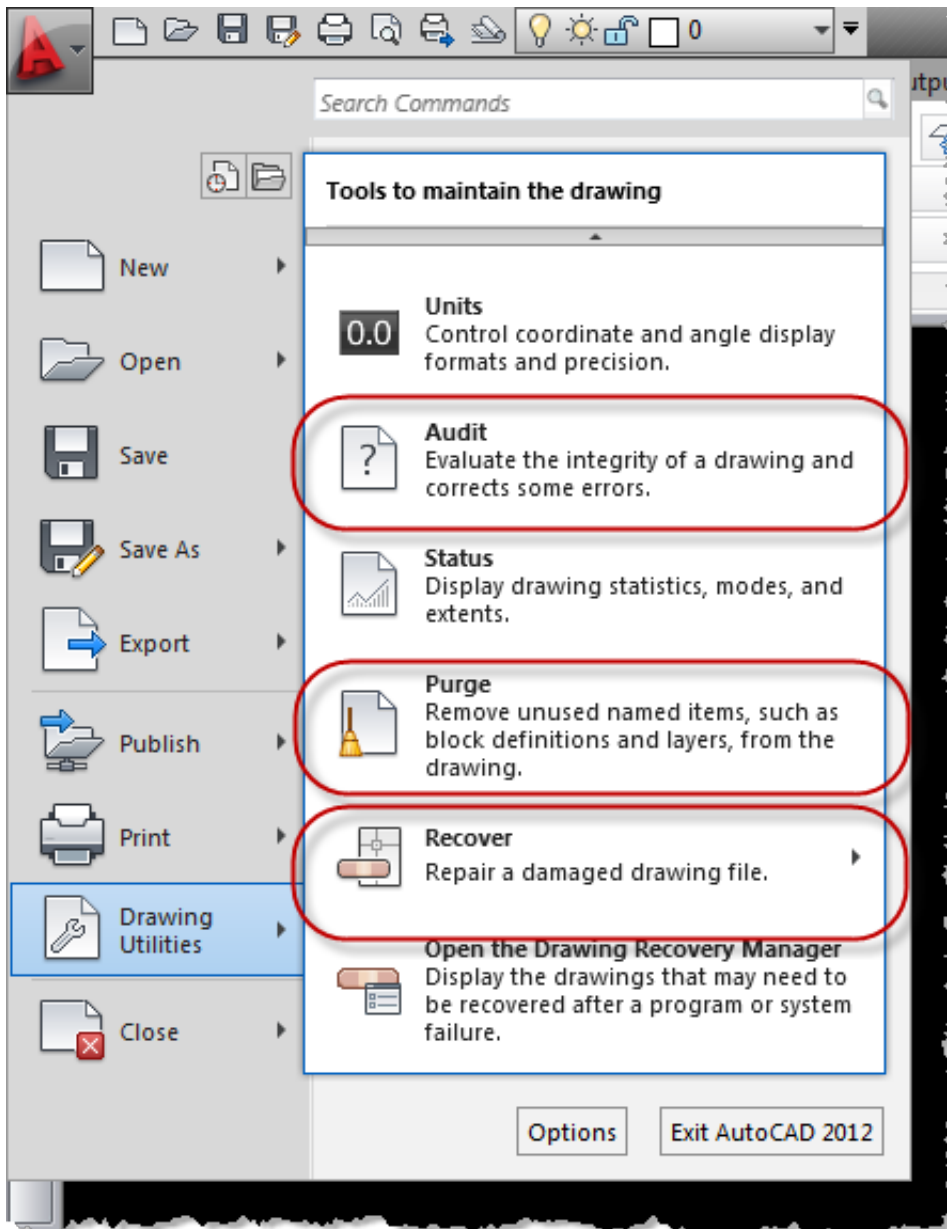 0
Search Commands
Tools to maintain the drawing
New
Open
Save
Save As
Export
Publish
Print
Drawing
Utilities
Close
Units
Control coordinate and angle display
formats and precision.
Audit
Evaluate the integrity of a drawing and
corrects some errors.
Status
Display drawing statistics, modes, and
extents.
Purge
Remove unused named items, such as
block definitions and layers, from the
drawing.
Recover
Repair a damaged drawing file.
Open the Drawing Recovery Manager
Display the drawings that may need to
be recovered after a program or system
failure.
Options
Exit AutoCAD 2012